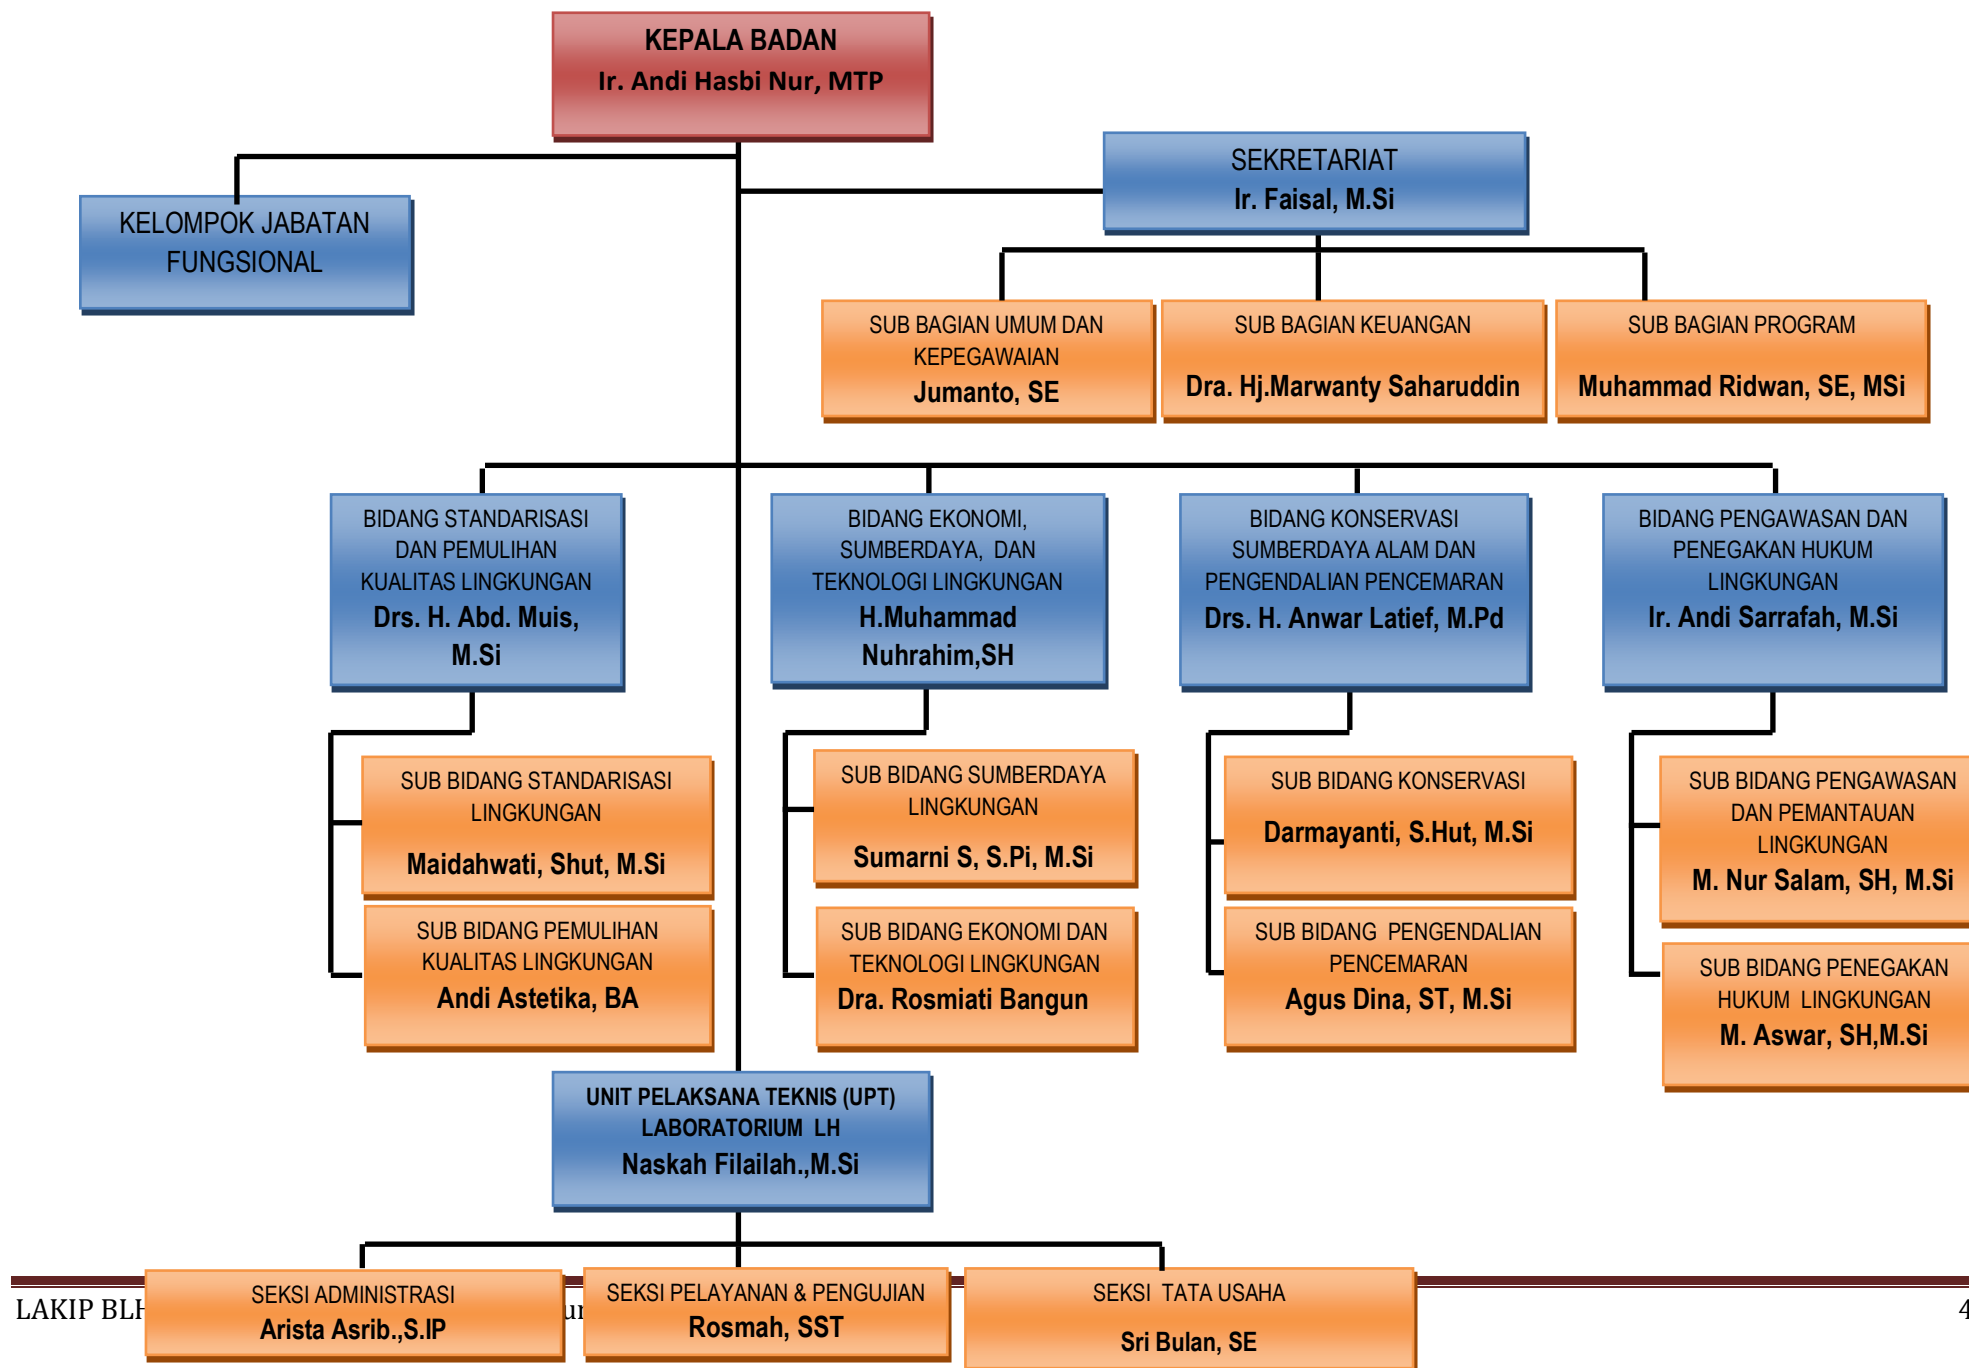 KEPALA BADAN
Ir. Andi Hasbi Nur, MTP
SEKRETARIAT
Ir. Faisal, M.Si
KELOMPOK JABATAN
FUNGSIONAL
SUB BAGIAN UMUM DAN
KEPEGAWAIAN
Jumanto, SE
SUB BAGIAN KEUANGAN
Dra. Hj.Marwanty Saharuddin
SUB BAGIAN PROGRAM
Muhammad Ridwan, SE, MSi
BIDANG STANDARISASI
DAN PEMULIHAN
KUALITAS LINGKUNGAN
Drs. H. Abd. Muis,
M.Si
BIDANG EKONOMI,
SUMBERDAYA, DAN
TEKNOLOGI LINGKUNGAN
H.Muhammad
Nuhrahim,SH
BIDANG KONSERVASI
SUMBERDAYA ALAM DAN
PENGENDALIAN PENCEMARAN
Drs. H. Anwar Latief, M.Pd
BIDANG PENGAWASAN DAN
PENEGAKAN HUKUM
LINGKUNGAN
Ir. Andi Sarrafah, M.Si
SUB BIDANG STANDARISASI
LINGKUNGAN
Maidahwati, Shut, M.Si
SUB BIDANG PEMULIHAN
KUALITAS LINGKUNGAN
Andi Astetika, BA
SUB BIDANG SUMBERDAYA
LINGKUNGAN
Sumarni S, S.Pi, M.Si
SUB BIDANG EKONOMI DAN
TEKNOLOGI LINGKUNGAN
Dra. Rosmiati Bangun
SUB BIDANG KONSERVASI
Darmayanti, S.Hut, M.Si
SUB BIDANG PENGENDALIAN
PENCEMARAN
Agus Dina, ST, M.Si
SUB BIDANG PENGAWASAN
DAN PEMANTAUAN
LINGKUNGAN
M. Nur Salam, SH, M.Si
SUB BIDANG PENEGAKAN
HUKUM LINGKUNGAN
M. Aswar, SH,M.Si
UNIT PELAKSANA TEKNIS (UPT)
LABORATORIUM LH
Naskah Filailah.,M.Si
SEKSI ADMINISTRASI
Arista Asrib.,S.IP
SEKSI PELAYANAN & PENGUJIAN
Rosmah, SST
SEKSI TATA USAHA
Sri Bulan, SE
LAKIP
4